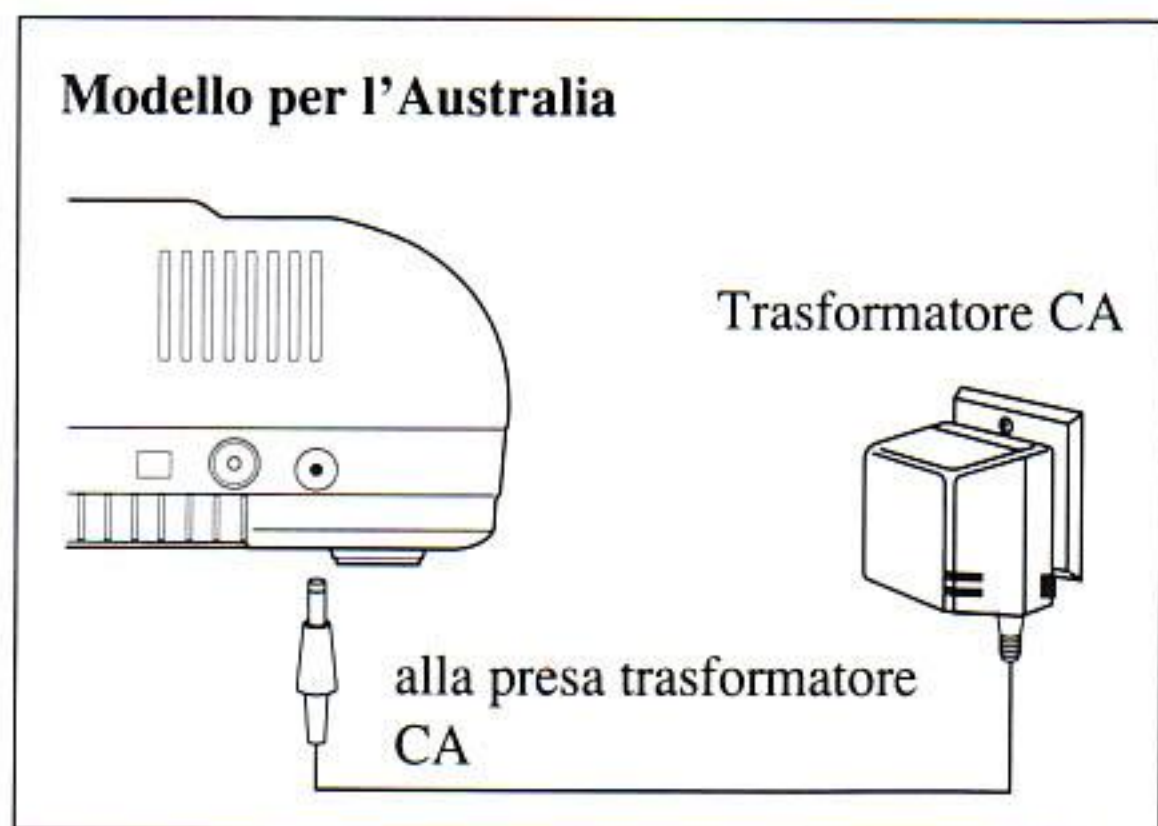 Modello per l'Australia
Trasformatore CA
alla presa trasformatore
CA